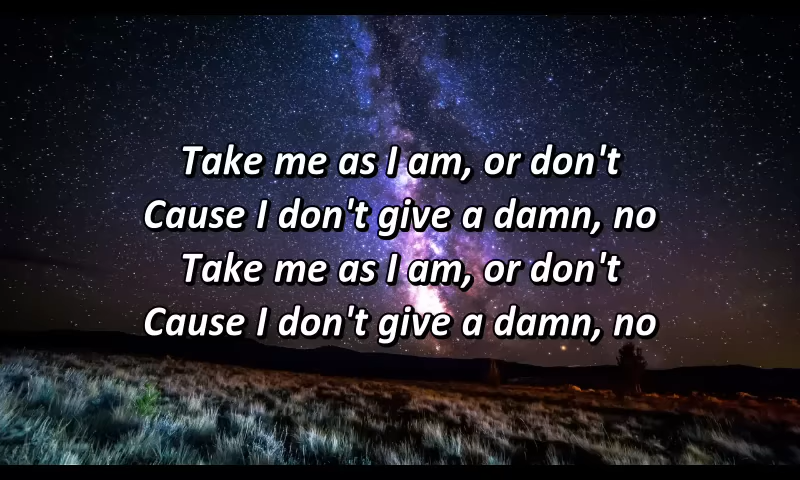 Take me as I am, or don't
Cause I don't give a damn, no
Take me as I am, or don't
Cause I don't give a damn, no